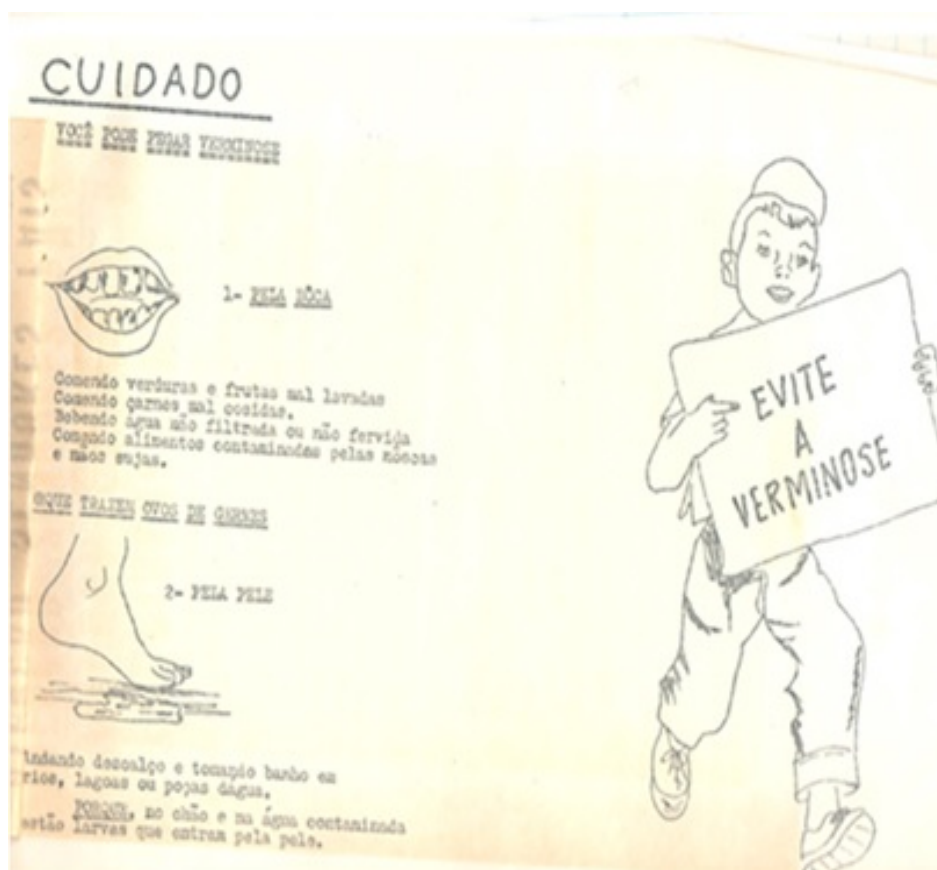 CUIDADO
VOCÊ PODE PEGAR VERMINOSE
1- PELA BÔCA
Comendo verduras e frutas mal lavadas
Comendo carnes mal cosidas.
Bebendo água não filtrada ou não fervida
Comendo alimentos contaminados pelas môscas
e mãos sujas.
QUE TRAZEM OVOS DE
2- PELA PELE
Andando descalço e tomando banho em
rios, lagoas ou poças dágua.
PORQUE, no chão e na água contaminada
estão larvas que entram pela pele.
EVITE
A
VERMINOSE